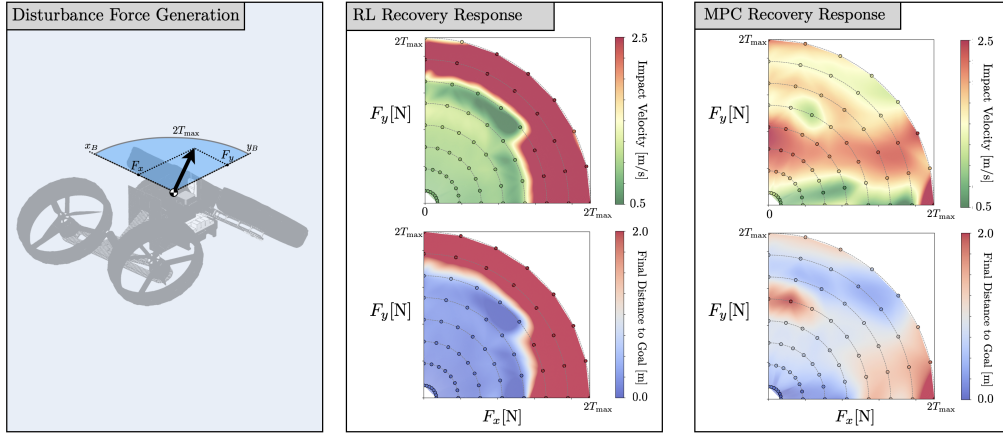 Disturbance Force Generation
2T_max
x_B
y_B
F_x
F_y
RL Recovery Response
2T_max
F_y[N]
0
2T_max
2.5
Impact Velocity [m/s]
0.5
2T_max
F_y[N]
2T_max
F_x[N]
2.0
Final Distance to Goal [m]
0.0
MPC Recovery Response
2T_max
F_y[N]
0
2T_max
2.5
Impact Velocity [m/s]
0.5
2T_max
F_y[N]
2T_max
F_x[N]
2.0
Final Distance to Goal [m]
0.0